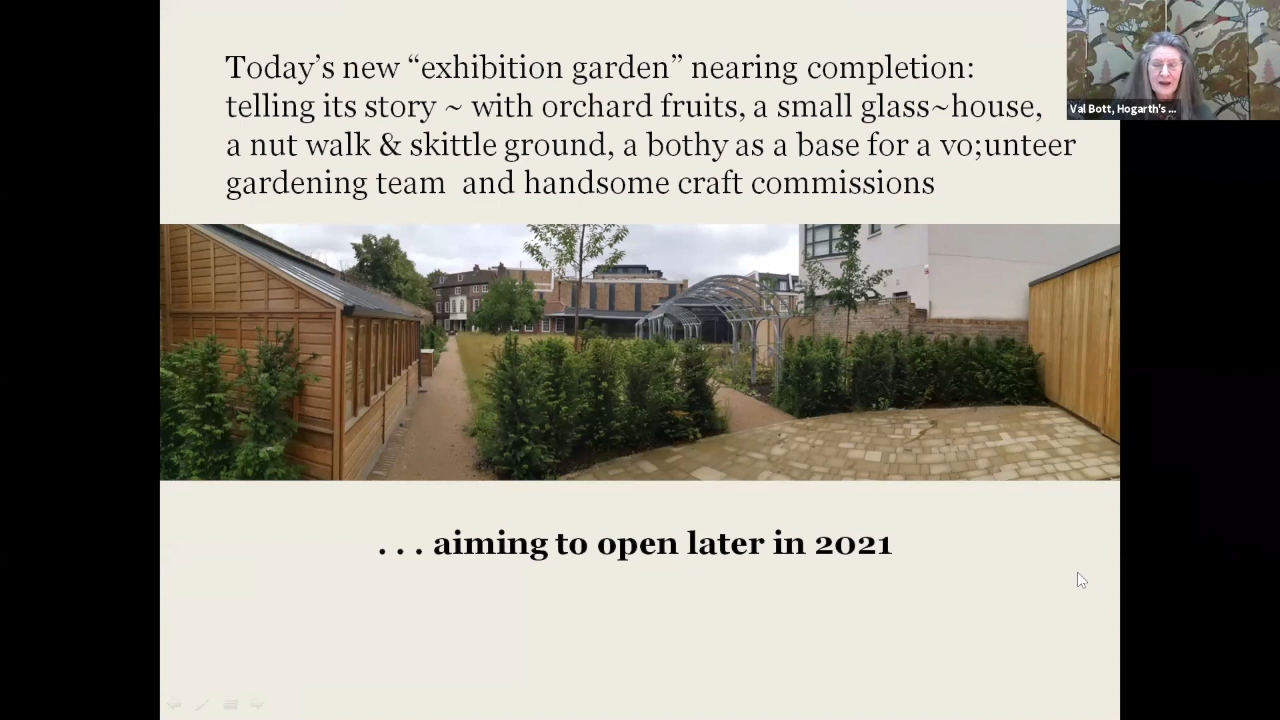 Today's new “exhibition garden” nearing completion:
telling its story ~ with orchard fruits, a small glass~house,
a nut walk & skittle ground, a bothy as a base for a vo;unteer
gardening team  and handsome craft commissions
Val Bott, Hogarth's ...
. . . aiming to open later in 2021